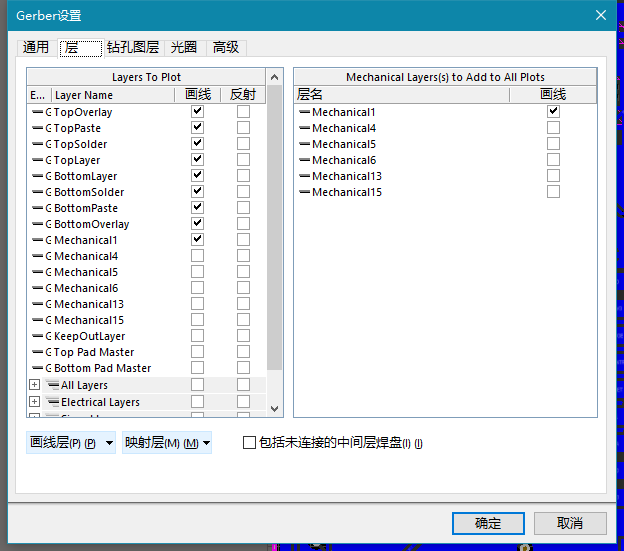 Gerber设置
通用 层 钻孔图层 光圈 高级
Layers To Plot
E... Layer Name 画线 反射
G TopOverlay
G TopPaste
G TopSolder
G TopLayer
G BottomLayer
G BottomSolder
G BottomPaste
G BottomOverlay
G Mechanical1
G Mechanical4
G Mechanical5
G Mechanical6
G Mechanical13
G Mechanical15
G KeepOutLayer
G Top Pad Master
G Bottom Pad Master
All Layers
Electrical Layers
Mechanical Layers(s) to Add to All Plots
层名 画线
Mechanical1
Mechanical4
Mechanical5
Mechanical6
Mechanical13
Mechanical15
画线层(P) (P) 映射层(M) (M) 包括未连接的中间层焊盘(I) (I)
确定 取消